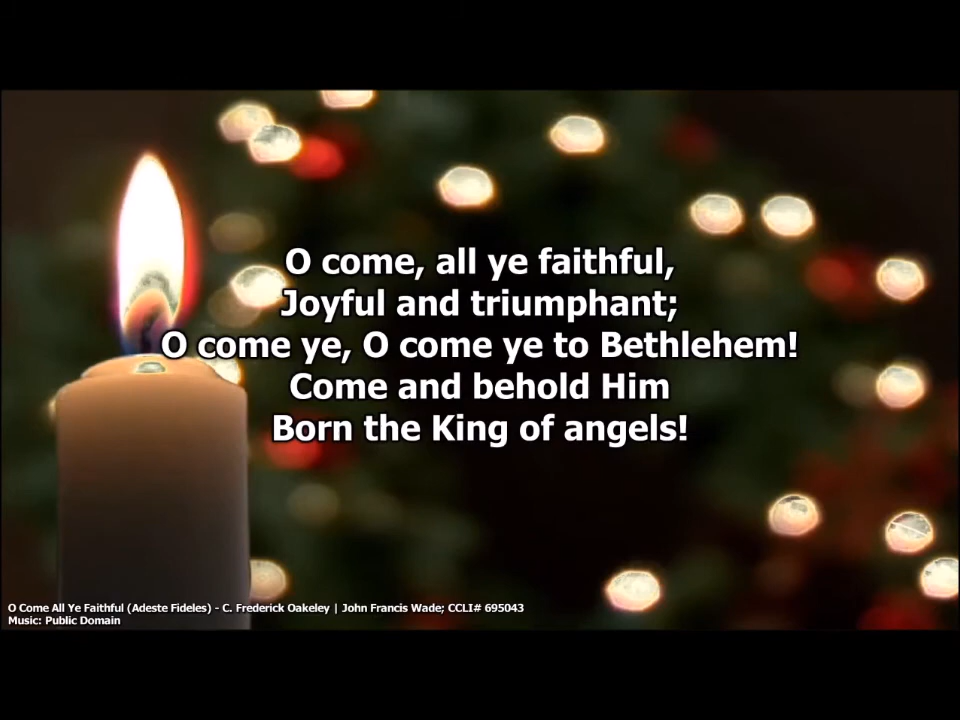 O come, all ye faithful,
Joyful and triumphant;
O come ye, O come ye to Bethlehem!
Come and behold Him
Born the King of angels!
O Come All Ye Faithful (Adeste Fideles) - C. Frederick Oakeley | John Francis Wade; CCLI# 695043
Music: Public Domain